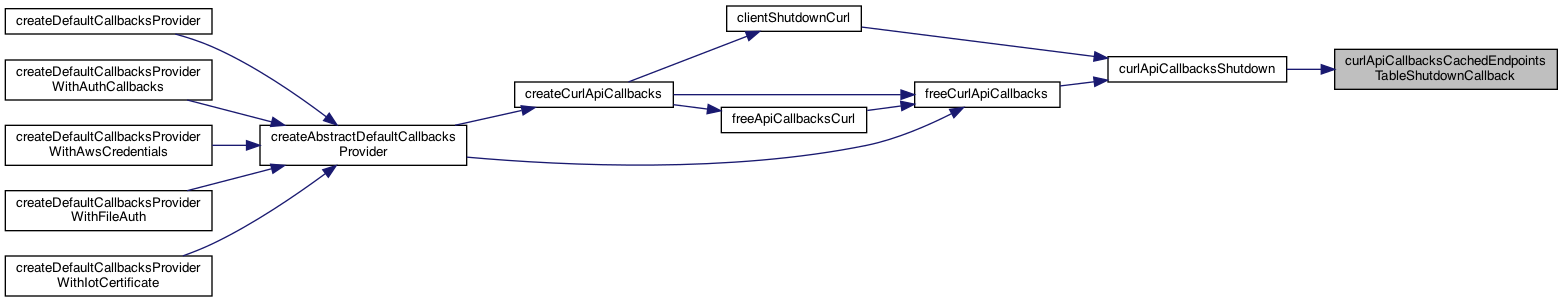 createDefaultCallbacksProvider
createDefaultCallbacksProvider
WithAuthCallbacks
createDefaultCallbacksProvider
WithAwsCredentials
createDefaultCallbacksProvider
WithFileAuth
createDefaultCallbacksProvider
WithIotCertificate
createAbstractDefaultCallbacks
Provider
createCurlApiCallbacks
clientShutdownCurl
freeApiCallbacksCurl
freeCurlApiCallbacks
curlApiCallbacksShutdown
curlApiCallbacksCachedEndpoints
TableShutdownCallback